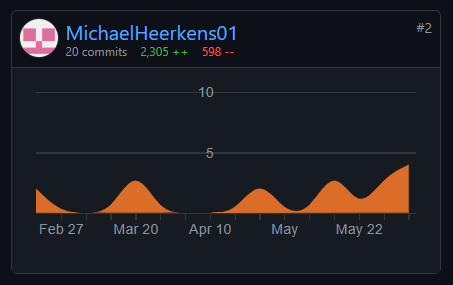 MichaelHeerkens01
#2
20 commits 2,305 ++ 598 --
10
5
Feb 27 Mar 20 Apr 10 May May 22